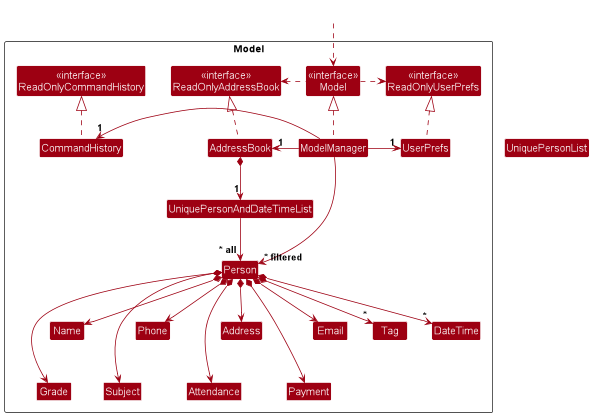 Model
«interface»
ReadOnlyCommandHistory
«interface»
ReadOnlyAddressBook
«interface»
Model
«interface»
ReadOnlyUserPrefs
1
1
1
CommandHistory
AddressBook
ModelManager
UserPrefs
UniquePersonList
1
UniquePersonAndDateTimeList
* all
* filtered
Person
*
*
Name
Phone
Address
Email
Tag
DateTime
Grade
Subject
Attendance
Payment